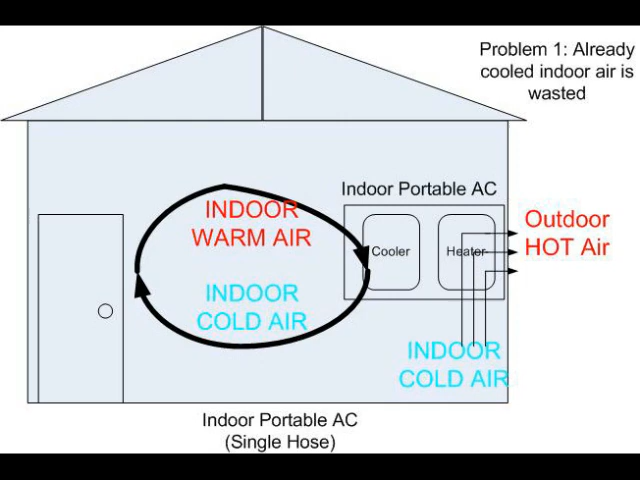 Problem 1: Already
cooled indoor air is
wasted
Indoor Portable AC
INDOOR
WARM AIR
Cooler
Heater
Outdoor
HOT Air
INDOOR
COLD AIR
INDOOR
COLD AIR
Indoor Portable AC
(Single Hose)